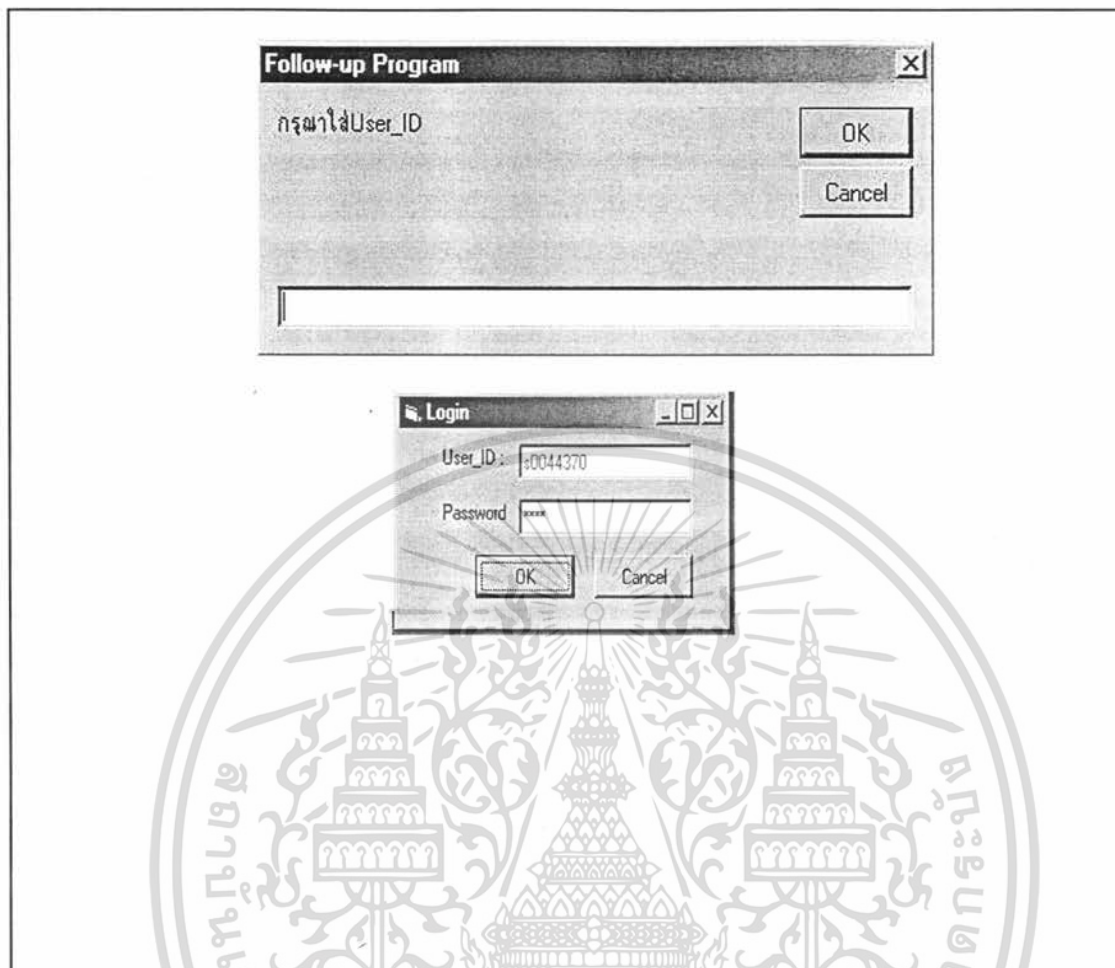 Follow-up Program
กรุณาใส่User_ID
OK
Cancel
Login
User_ID : s0044370
Password ****
OK Cancel